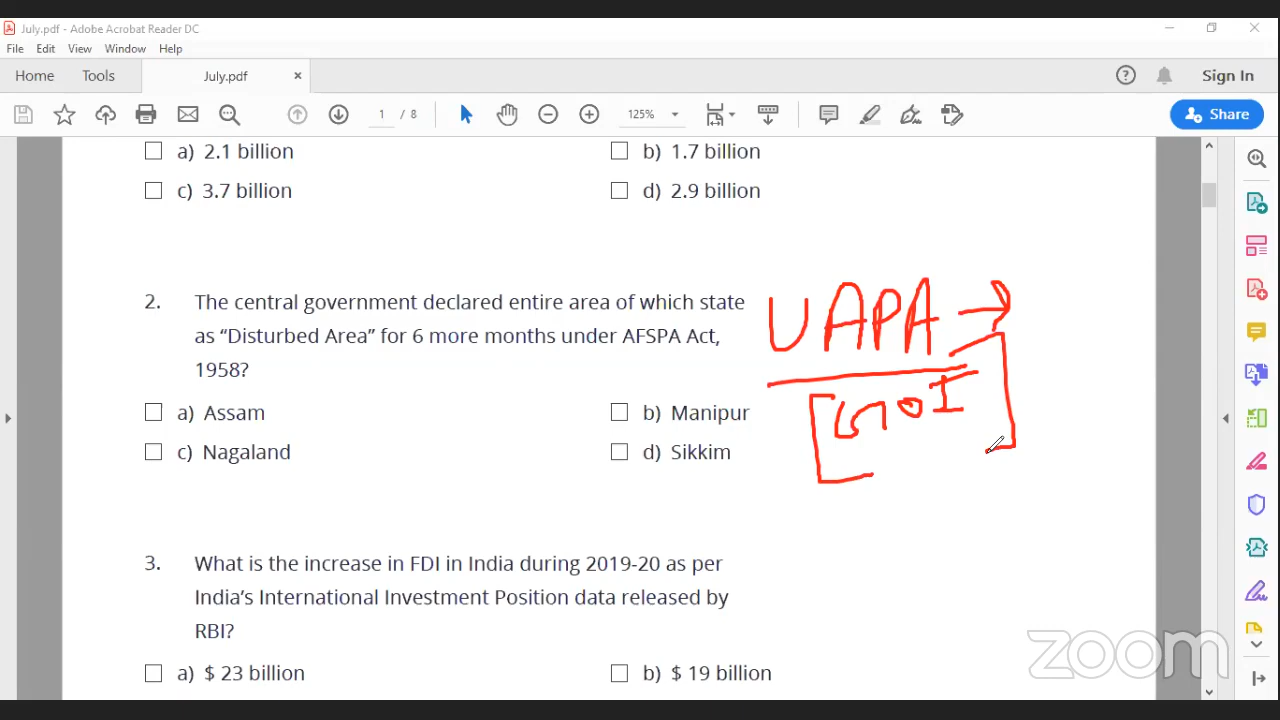 July.pdf - Adobe Acrobat Reader DC
File Edit View Window Help
Home Tools July.pdf × Sign In
1 / 8 125% Share
a) 2.1 billion b) 1.7 billion
c) 3.7 billion d) 2.9 billion
2. The central government declared entire area of which state
as “Disturbed Area” for 6 more months under AFSPA Act,
1958?
UAPA →
GoI
a) Assam b) Manipur
c) Nagaland d) Sikkim
3. What is the increase in FDI in India during 2019-20 as per
India’s International Investment Position data released by
RBI?
a) $ 23 billion b) $ 19 billion
zoom